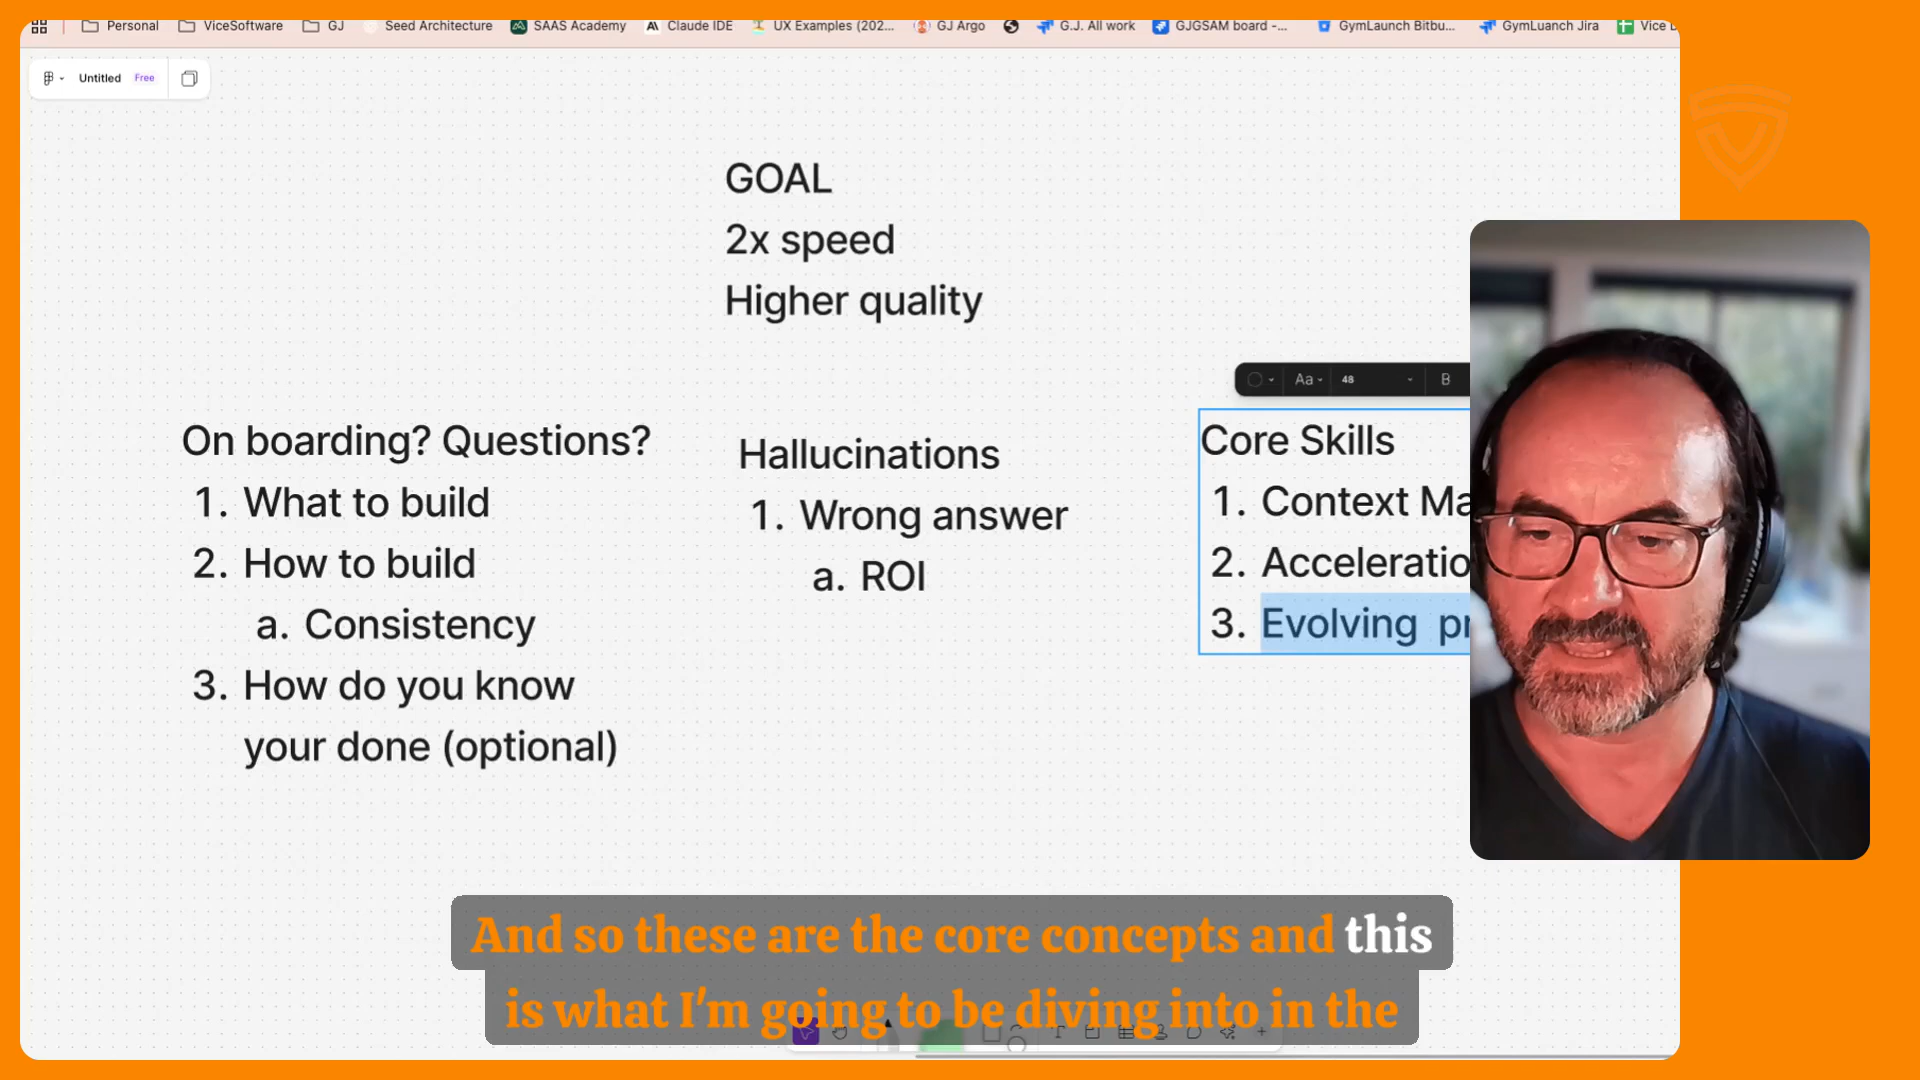 Personal
ViceSoftware
GJ
Seed Architecture
SAAS Academy
Claude IDE
UX Examples (202...
GJ Argo
G.J. All work
GJGSAM board -...
GymLaunch Bitbu...
GymLuanch Jira
Vice
Untitled
Free
GOAL
2x speed
Higher quality
Aa
48
B
On boarding? Questions?
1. What to build
2. How to build
a. Consistency
3. How do you know
your done (optional)
Hallucinations
1. Wrong answer
a. ROI
Core Skills
1. Context Ma
2. Acceleratio
3. Evolving pr
And so these are the core concepts and this
is what I'm going to be diving into in the